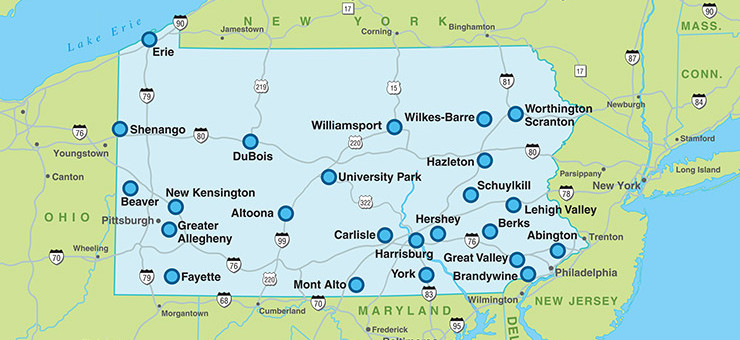 NEW YORK
MASS.
CONN.
Lake Erie
90
Jamestown
17
Corning
Binghamton
90
Erie
87
17
79
219
15
81
84
Newburgh
Worthington
Scranton
Wilkes-Barre
Williamsport
Shenango
76
80
Youngstown
DuBois
220
80
Stamford
Hazleton
Parsippany
Long Island
Canton
University Park
New York
Beaver
New Kensington
Schuylkill
78
322
Lehigh Valley
OHIO
Pittsburgh
Altoona
Hershey
Berks
Greater
Allegheny
Carlisle
Abington
Trenton
99
76
Harrisburg
Wheeling
70
76
Great Valley
Fayette
York
Brandywine
Philadelphia
79
70
Mont Alto
83
Wilmington
68
70
NEW JERSEY
Morgantown
Cumberland
MARYLAND
DEL
Frederick
95
Baltimore